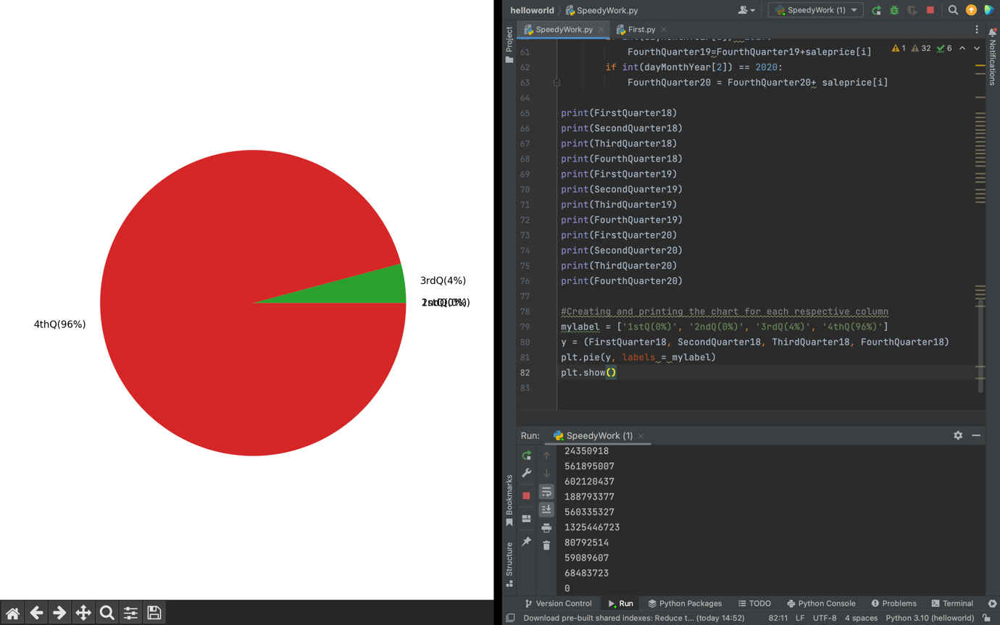 3rdQ(4%)
4thQ(96%)
helloworld
SpeedyWork.py
SpeedyWork (1)
SpeedyWork.py
First.py
Project
Notifications
1 32 6
61 FourthQuarter19=FourthQuarter19+saleprice[i]
62 if int(dayMonthYear[2]) == 2020:
63 FourthQuarter20 = FourthQuarter20+ saleprice[i]
64
65 print(FirstQuarter18)
66 print(SecondQuarter18)
67 print(ThirdQuarter18)
68 print(FourthQuarter18)
69 print(FirstQuarter19)
70 print(SecondQuarter19)
71 print(ThirdQuarter19)
72 print(FourthQuarter19)
73 print(FirstQuarter20)
74 print(SecondQuarter20)
75 print(ThirdQuarter20)
76 print(FourthQuarter20)
77
78 #Creating and printing the chart for each respective column
79 mylabel = ['1stQ(0%)', '2ndQ(0%)', '3rdQ(4%)', '4thQ(96%)']
80 y = (FirstQuarter18, SecondQuarter18, ThirdQuarter18, FourthQuarter18)
81 plt.pie(y, labels = mylabel)
82 plt.show()
83
Run: SpeedyWork (1)
24350918
561895007
602120437
188793377
560335327
1325446723
80792514
59089607
68483723
0
Bookmarks
Structure
Version Control Run Python Packages TODO Python Console Problems Terminal
Download pre-built shared indexes: Reduce t... (today 14:52) 82:11 LF UTF-8 4 spaces Python 3.10 (helloworld)